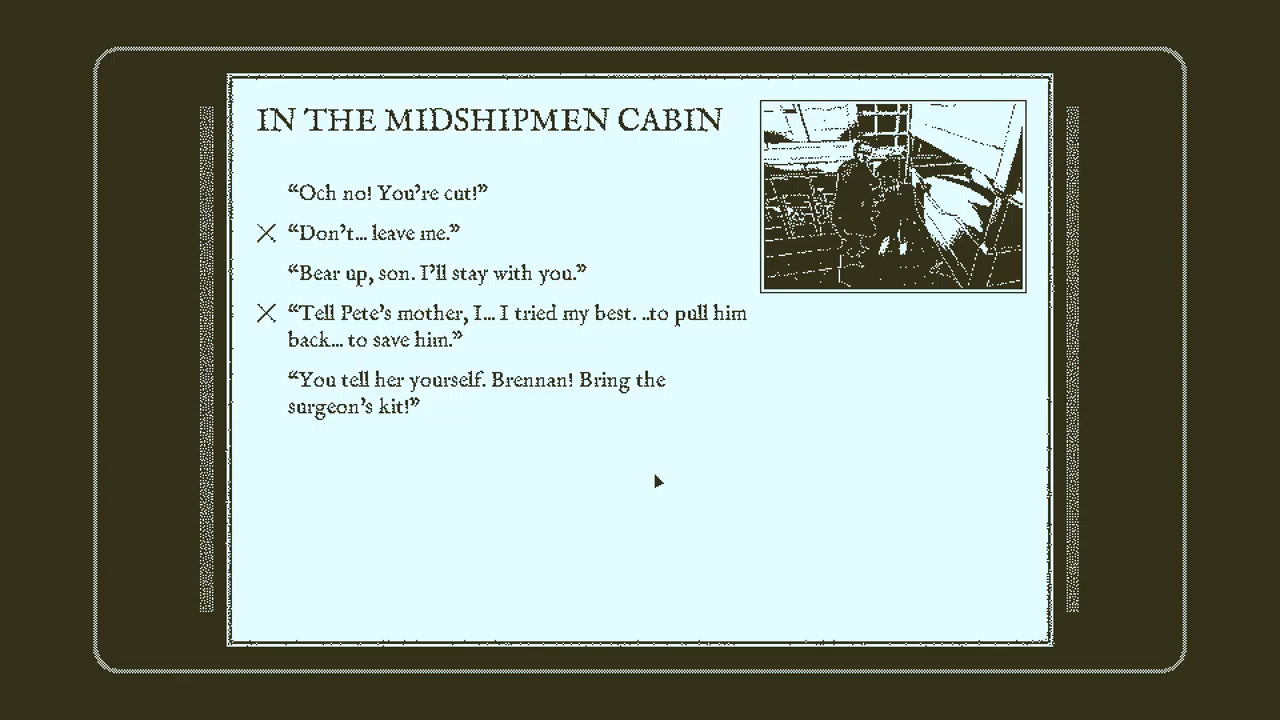 IN THE MIDSHIPMEN CABIN
“Och no! You’re cut!”
“Don’t... leave me.”
“Bear up, son. I’ll stay with you.”
“Tell Pete’s mother, I... I tried my best. ..to pull him
back... to save him.”
“You tell her yourself. Brennan! Bring the
surgeon’s kit!”